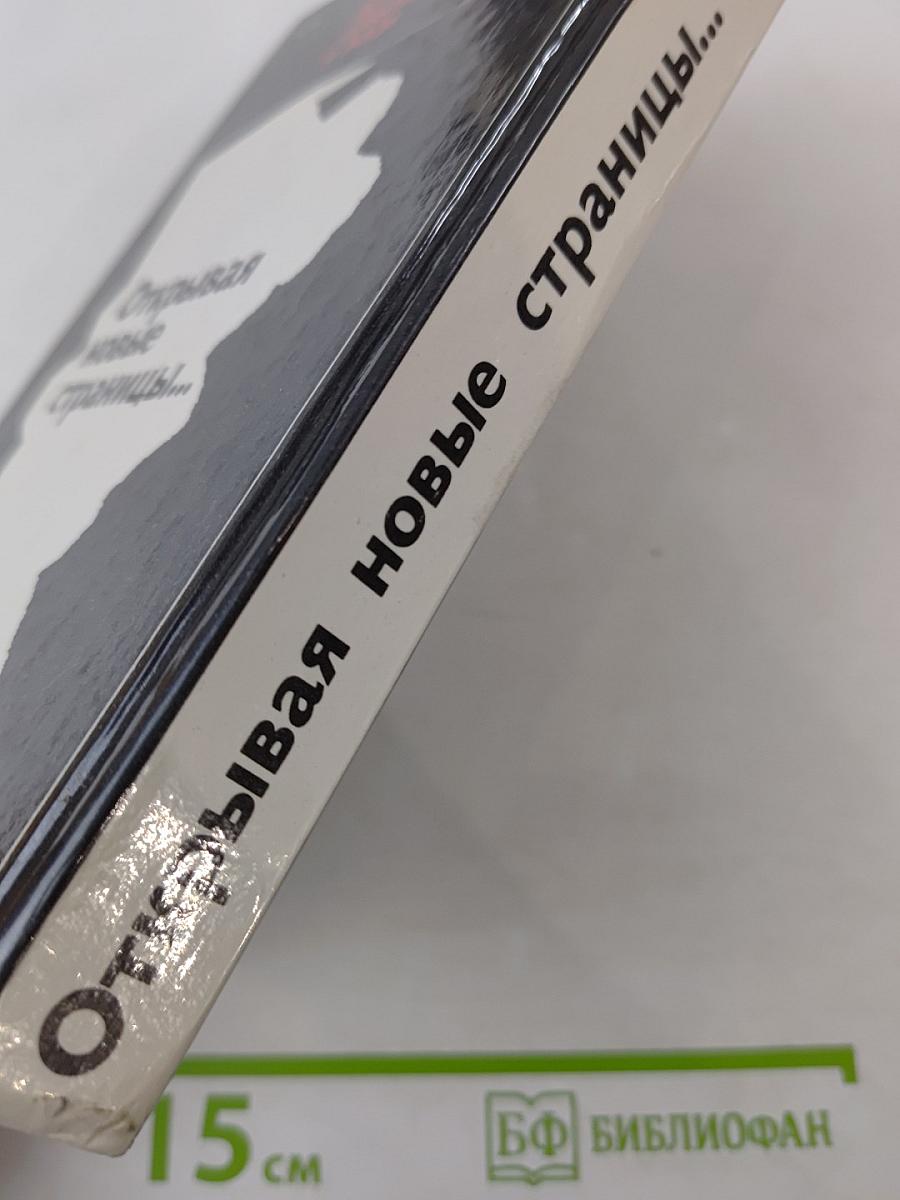 Открывая
новые
страницы...
Открывая новые страницы...
15 см
БФ БИБЛИОФАН